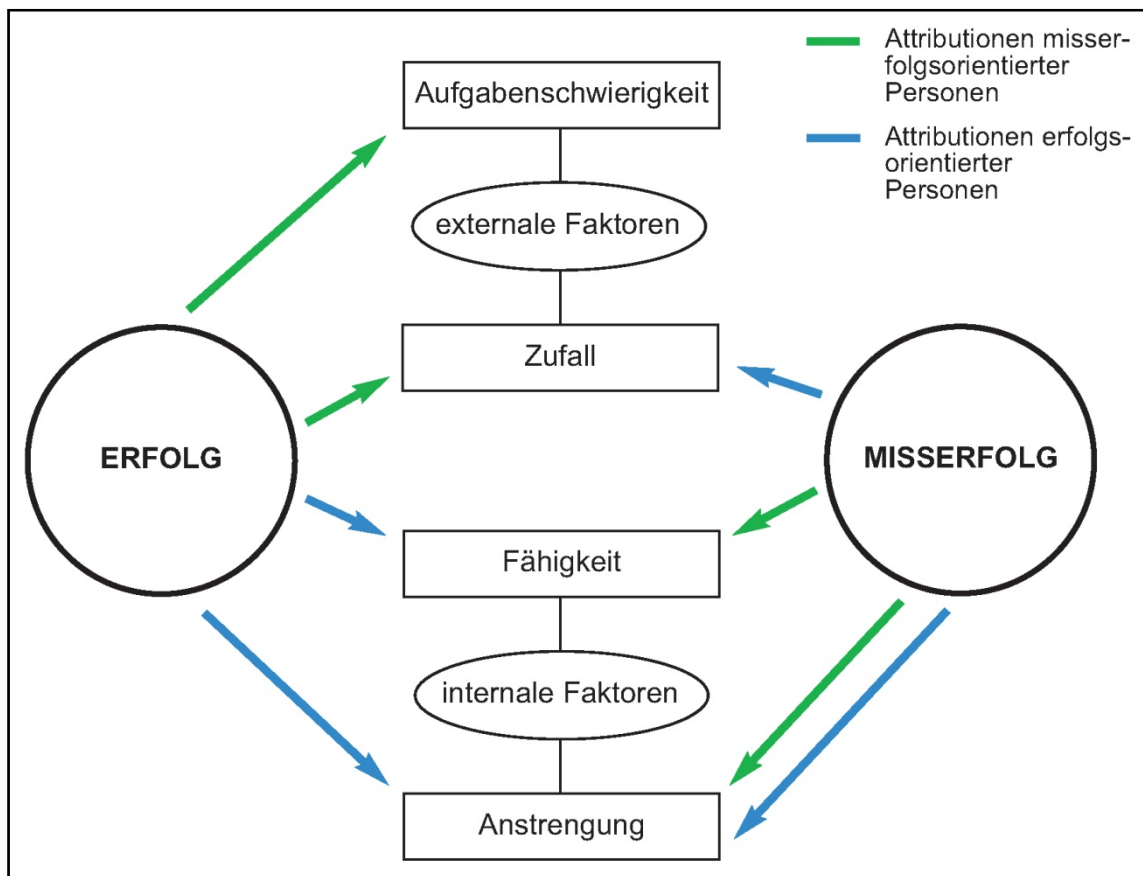 Attributionen misser-
folgsorientierter
Personen
Attributionen erfolgs-
orientierter
Personen
Aufgabenschwierigkeit
externale Faktoren
Zufall
ERFOLG
MISSERFOLG
Fähigkeit
internale Faktoren
Anstrengung